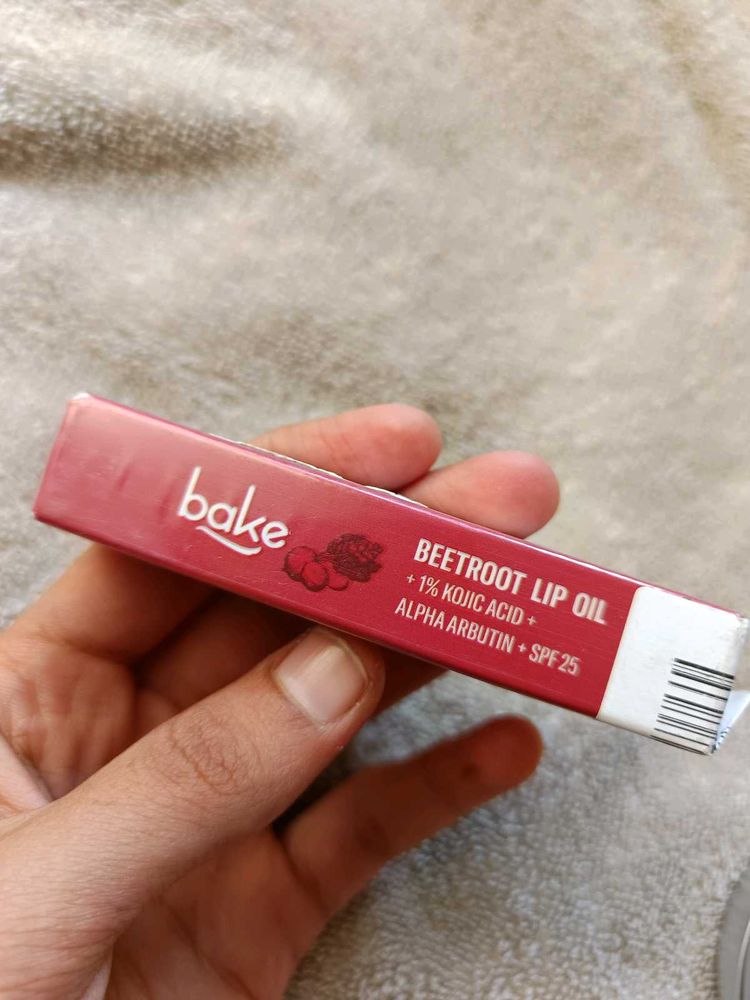 bake
BEETROOT LIP OIL
+ 1% KOJIC ACID +
ALPHA ARBUTIN + SPF 25